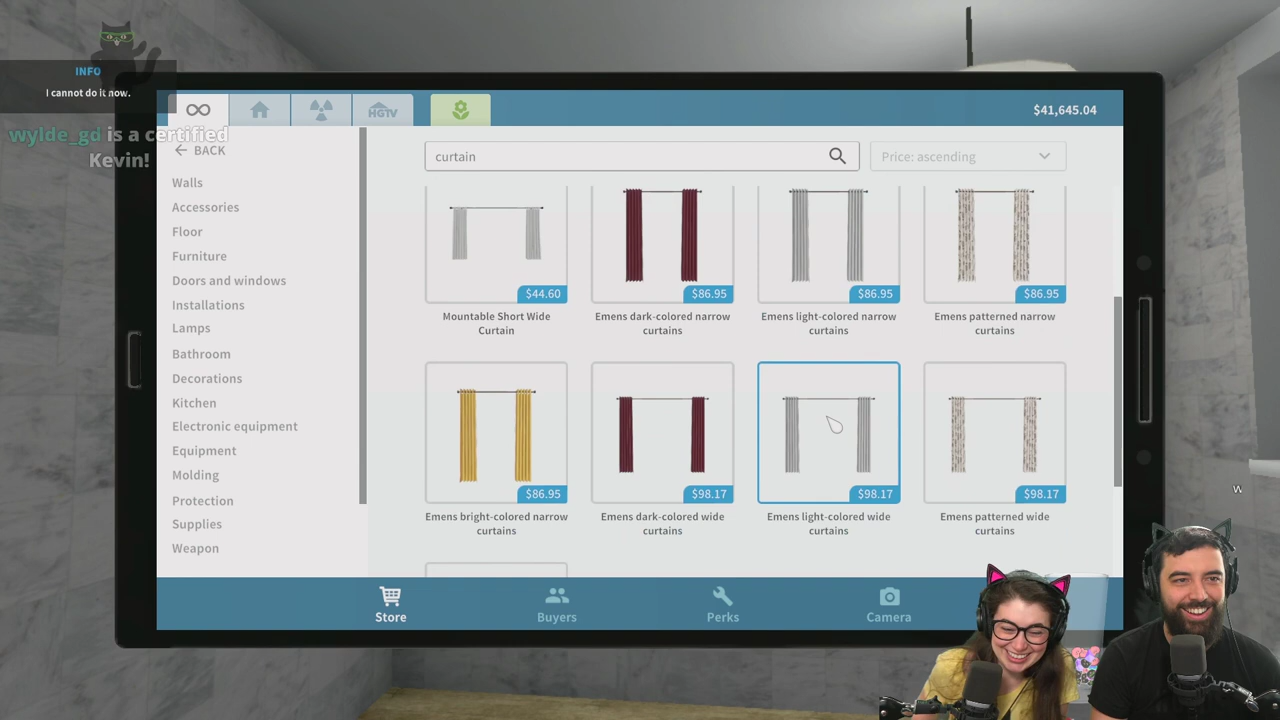 INFO
I cannot do it now.
wylde_gd is a certified
Kevin!
HGTV
$41,645.04
BACK
curtain
Price: ascending
Walls
Accessories
Floor
Furniture
Doors and windows
Installations
Lamps
Bathroom
Decorations
Kitchen
Electronic equipment
Equipment
Molding
Protection
Supplies
Weapon
$44.60
$86.95
$86.95
$86.95
Mountable Short Wide
Curtain
Emens dark-colored narrow
curtains
Emens light-colored narrow
curtains
Emens patterned narrow
curtains
$86.95
$98.17
$98.17
$98.17
Emens bright-colored narrow
curtains
Emens dark-colored wide
curtains
Emens light-colored wide
curtains
Emens patterned wide
curtains
W
Store
Buyers
Perks
Camera